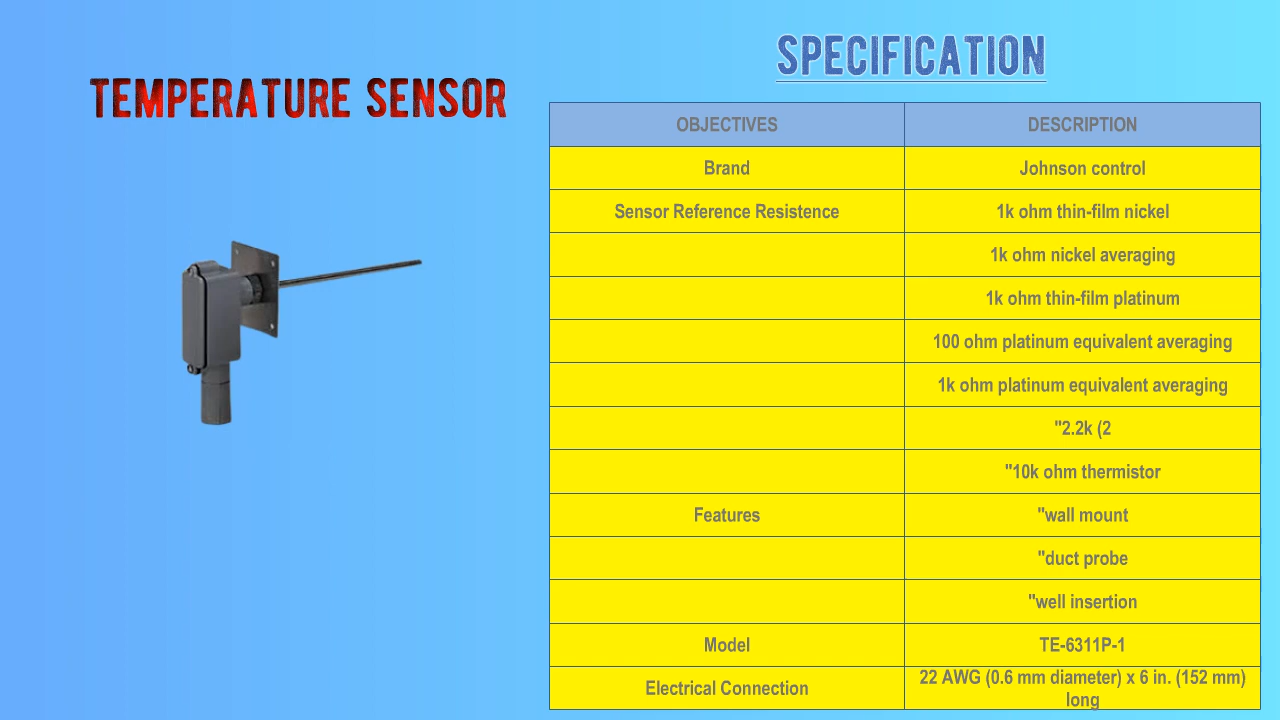 TEMPERATURE SENSOR
SPECIFICATION
OBJECTIVES DESCRIPTION
Brand Johnson control
Sensor Reference Resistence 1k ohm thin-film nickel
1k ohm nickel averaging
1k ohm thin-film platinum
100 ohm platinum equivalent averaging
1k ohm platinum equivalent averaging
"2.2k (2
"10k ohm thermistor
Features "wall mount
"duct probe
"well insertion
Model TE-6311P-1
Electrical Connection 22 AWG (0.6 mm diameter) x 6 in. (152 mm)
long